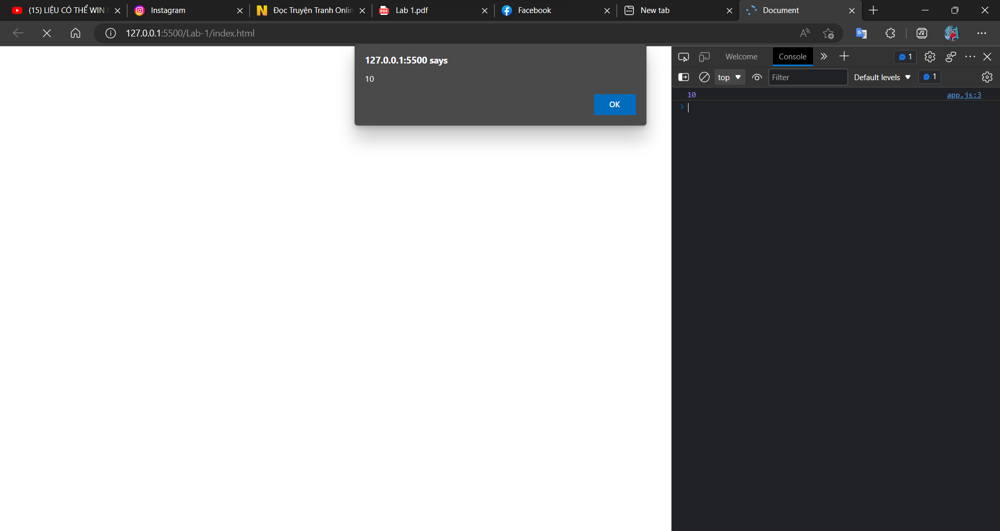 (15) LIỆU CÓ THỂ WIN
Instagram
Đọc Truyện Tranh Onlin
Lab 1.pdf
Facebook
New tab
Document
127.0.0.1:5500/Lab-1/index.html
127.0.0.1:5500 says
10
OK
Welcome
Console
1
top
Filter
Default levels
1
10
app.js:3